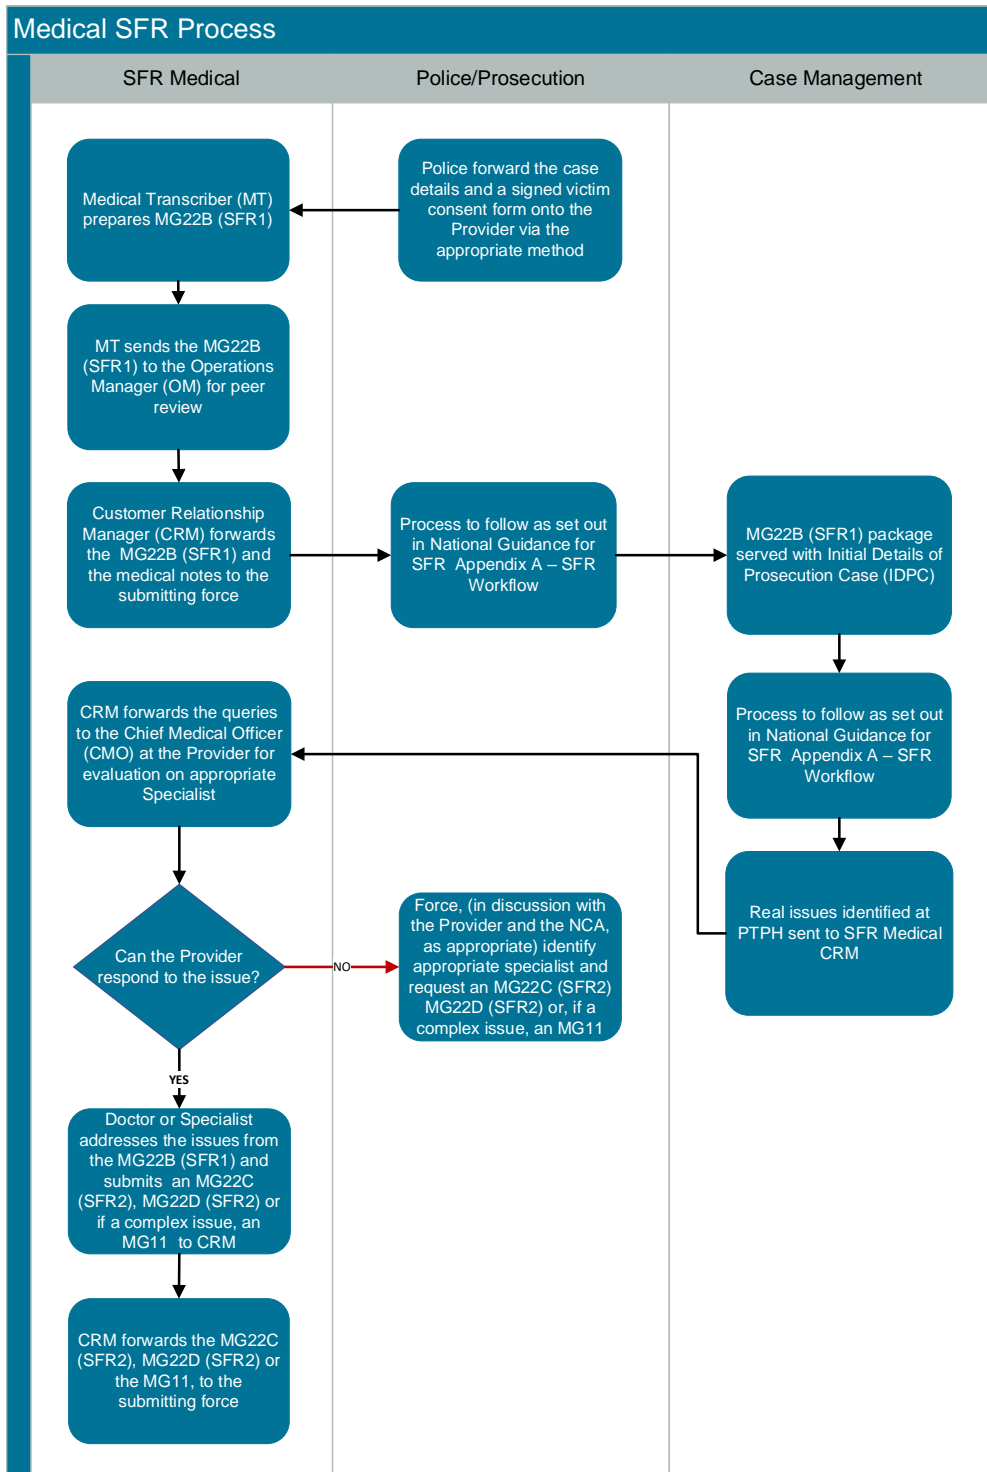 Medical SFR Process
SFR Medical
Police/Prosecution
Case Management
Medical Transcriber (MT)
prepares MG22B (SFR1)
Police forward the case
details and a signed victim
consent form onto the
Provider via the
appropriate method
MT sends the MG22B
(SFR1) to the Operations
Manager (OM) for peer
review
Customer Relationship
Manager (CRM) forwards
the MG22B (SFR1) and
the medical notes to the
submitting force
Process to follow as set out
in National Guidance for
SFR Appendix A – SFR
Workflow
MG22B (SFR1) package
served with Initial Details of
Prosecution Case (IDPC)
Process to follow as set out
in National Guidance for
SFR Appendix A – SFR
Workflow
Real issues identified at
PTPH sent to SFR Medical
CRM
CRM forwards the queries
to the Chief Medical Officer
(CMO) at the Provider for
evaluation on appropriate
Specialist
Can the Provider
respond to the issue?
NO
Force, (in discussion with
the Provider and the NCA,
as appropriate) identify
appropriate specialist and
request an MG22C (SFR2)
MG22D (SFR2) or, if a
complex issue, an MG11
YES
Doctor or Specialist
addresses the issues from
the MG22B (SFR1) and
submits an MG22C
(SFR2), MG22D (SFR2) or
if a complex issue, an
MG11 to CRM
CRM forwards the MG22C
(SFR2), MG22D (SFR2) or
the MG11, to the
submitting force